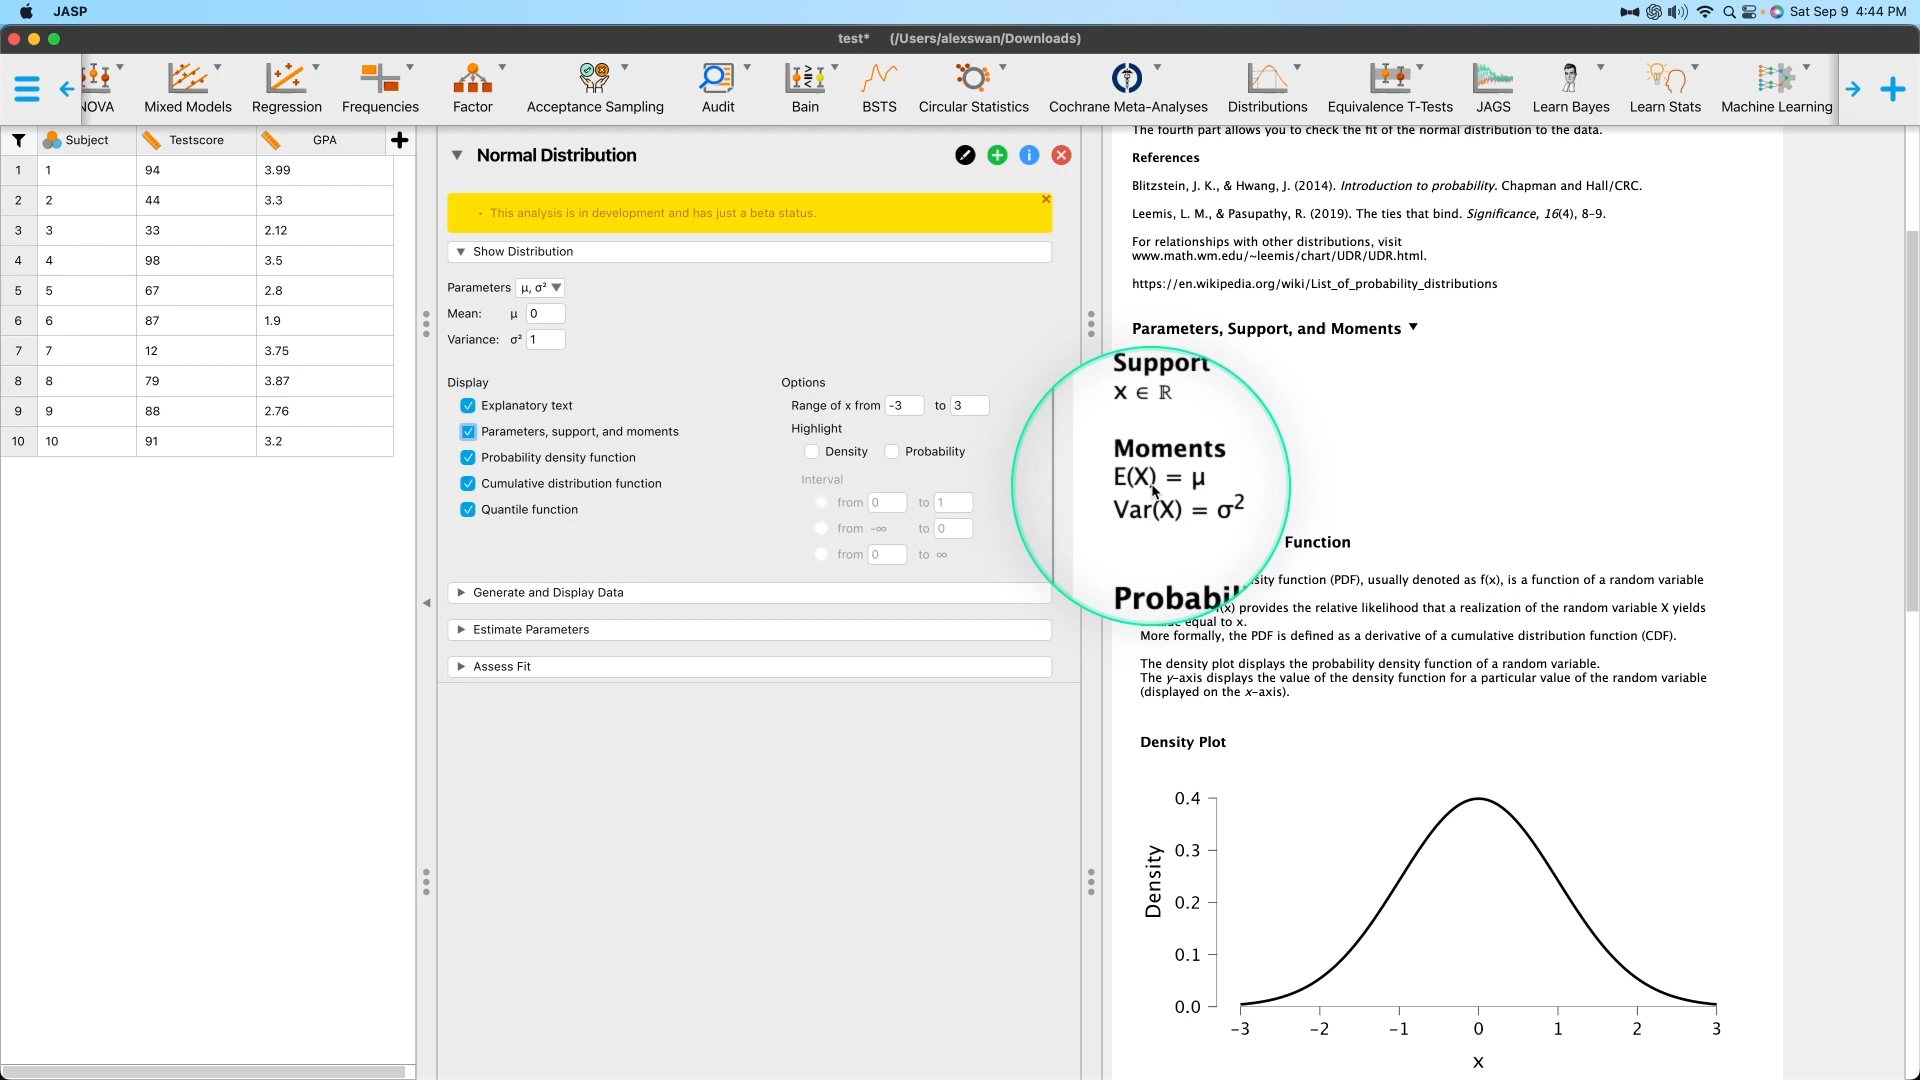 JASP
Sat Sep 9 4:44 PM
test* (/Users/alexswan/Downloads)
NOVA
Mixed Models
Regression
Frequencies
Factor
Acceptance Sampling
Audit
Bain
BSTS
Circular Statistics
Cochrane Meta-Analyses
Distributions
Equivalence T-Tests
JAGS
Learn Bayes
Learn Stats
Machine Learning
Subject Testscore GPA
1 1 94 3.99
2 2 44 3.3
3 3 33 2.12
4 4 98 3.5
5 5 67 2.8
6 6 87 1.9
7 7 12 3.75
8 8 79 3.87
9 9 88 2.76
10 10 91 3.2
Normal Distribution
• This analysis is in development and has just a beta status.
Show Distribution
Parameters μ, σ²
Mean: μ 0
Variance: σ² 1
Display
Explanatory text
Parameters, support, and moments
Probability density function
Cumulative distribution function
Quantile function
Options
Range of x from -3 to 3
Highlight
Density Probability
Interval
from 0 to 1
from -∞ to 0
from 0 to ∞
Generate and Display Data
Estimate Parameters
Assess Fit
The fourth part allows you to check the fit of the normal distribution to the data.
References
Blitzstein, J. K., & Hwang, J. (2014). Introduction to probability. Chapman and Hall/CRC.
Leemis, L. M., & Pasupathy, R. (2019). The ties that bind. Significance, 16(4), 8-9.
For relationships with other distributions, visit
www.math.wm.edu/~leemis/chart/UDR/UDR.html.
https://en.wikipedia.org/wiki/List_of_probability_distributions
Parameters, Support, and Moments
Support
x ∈ ℝ
Moments
E(X) = μ
Var(X) = σ²
Probabil
Function
sity function (PDF), usually denoted as f(x), is a function of a random variable
f(x) provides the relative likelihood that a realization of the random variable X yields
equal to x.
More formally, the PDF is defined as a derivative of a cumulative distribution function (CDF).
The density plot displays the probability density function of a random variable.
The y-axis displays the value of the density function for a particular value of the random variable
(displayed on the x-axis).
Density Plot
Density
0.4
0.3
0.2
0.1
0.0
-3 -2 -1 0 1 2 3
X